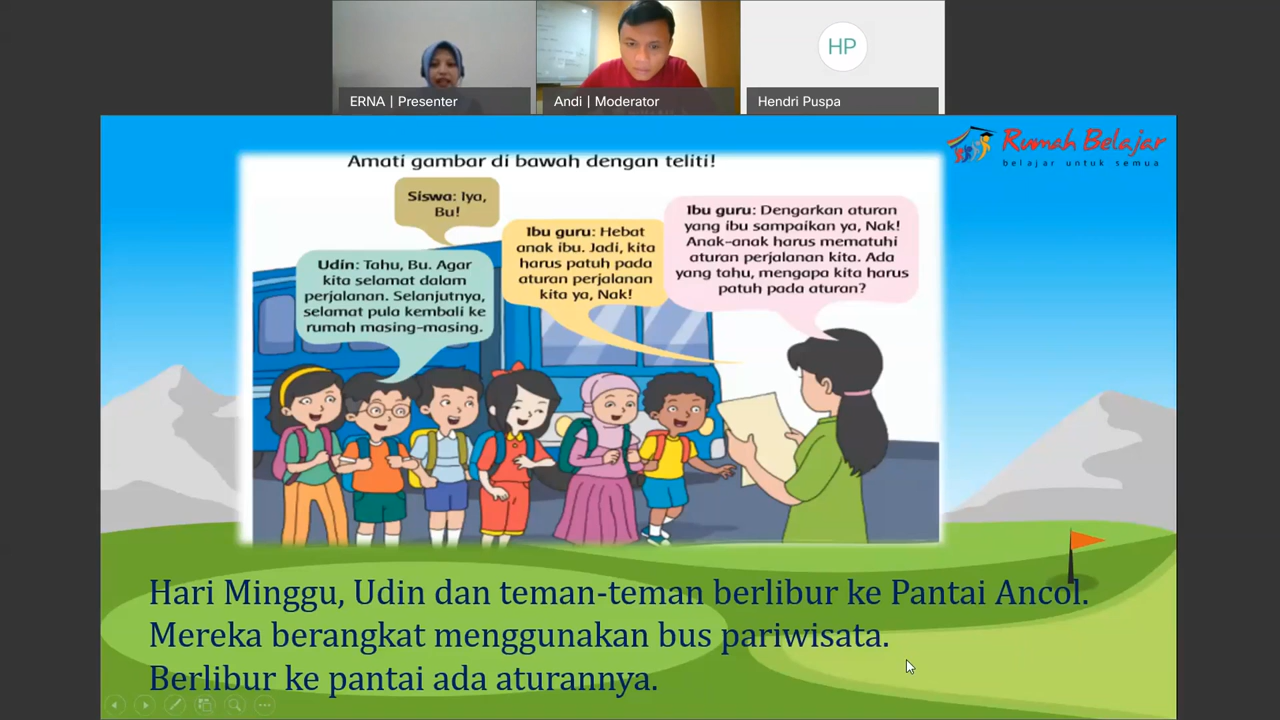 ERNA | Presenter
Andi | Moderator
HP
Hendri Puspa
Rumah Belajar
belajar untuk semua
Amati gambar di bawah dengan teliti!
Siswa: Iya,
Bu!
Ibu guru: Dengarkan aturan
yang ibu sampaikan ya, Nak!
Anak-anak harus mematuhi
aturan perjalanan kita. Ada
yang tahu, mengapa kita harus
patuh pada aturan?
Udin: Tahu, Bu. Agar
kita selamat dalam
perjalanan. Selanjutnya,
selamat pula kembali ke
rumah masing-masing.
Ibu guru: Hebat
anak ibu. Jadi, kita
harus patuh pada
aturan perjalanan
kita ya, Nak!
Hari Minggu, Udin dan teman-teman berlibur ke Pantai Ancol.
Mereka berangkat menggunakan bus pariwisata.
Berlibur ke pantai ada aturannya.